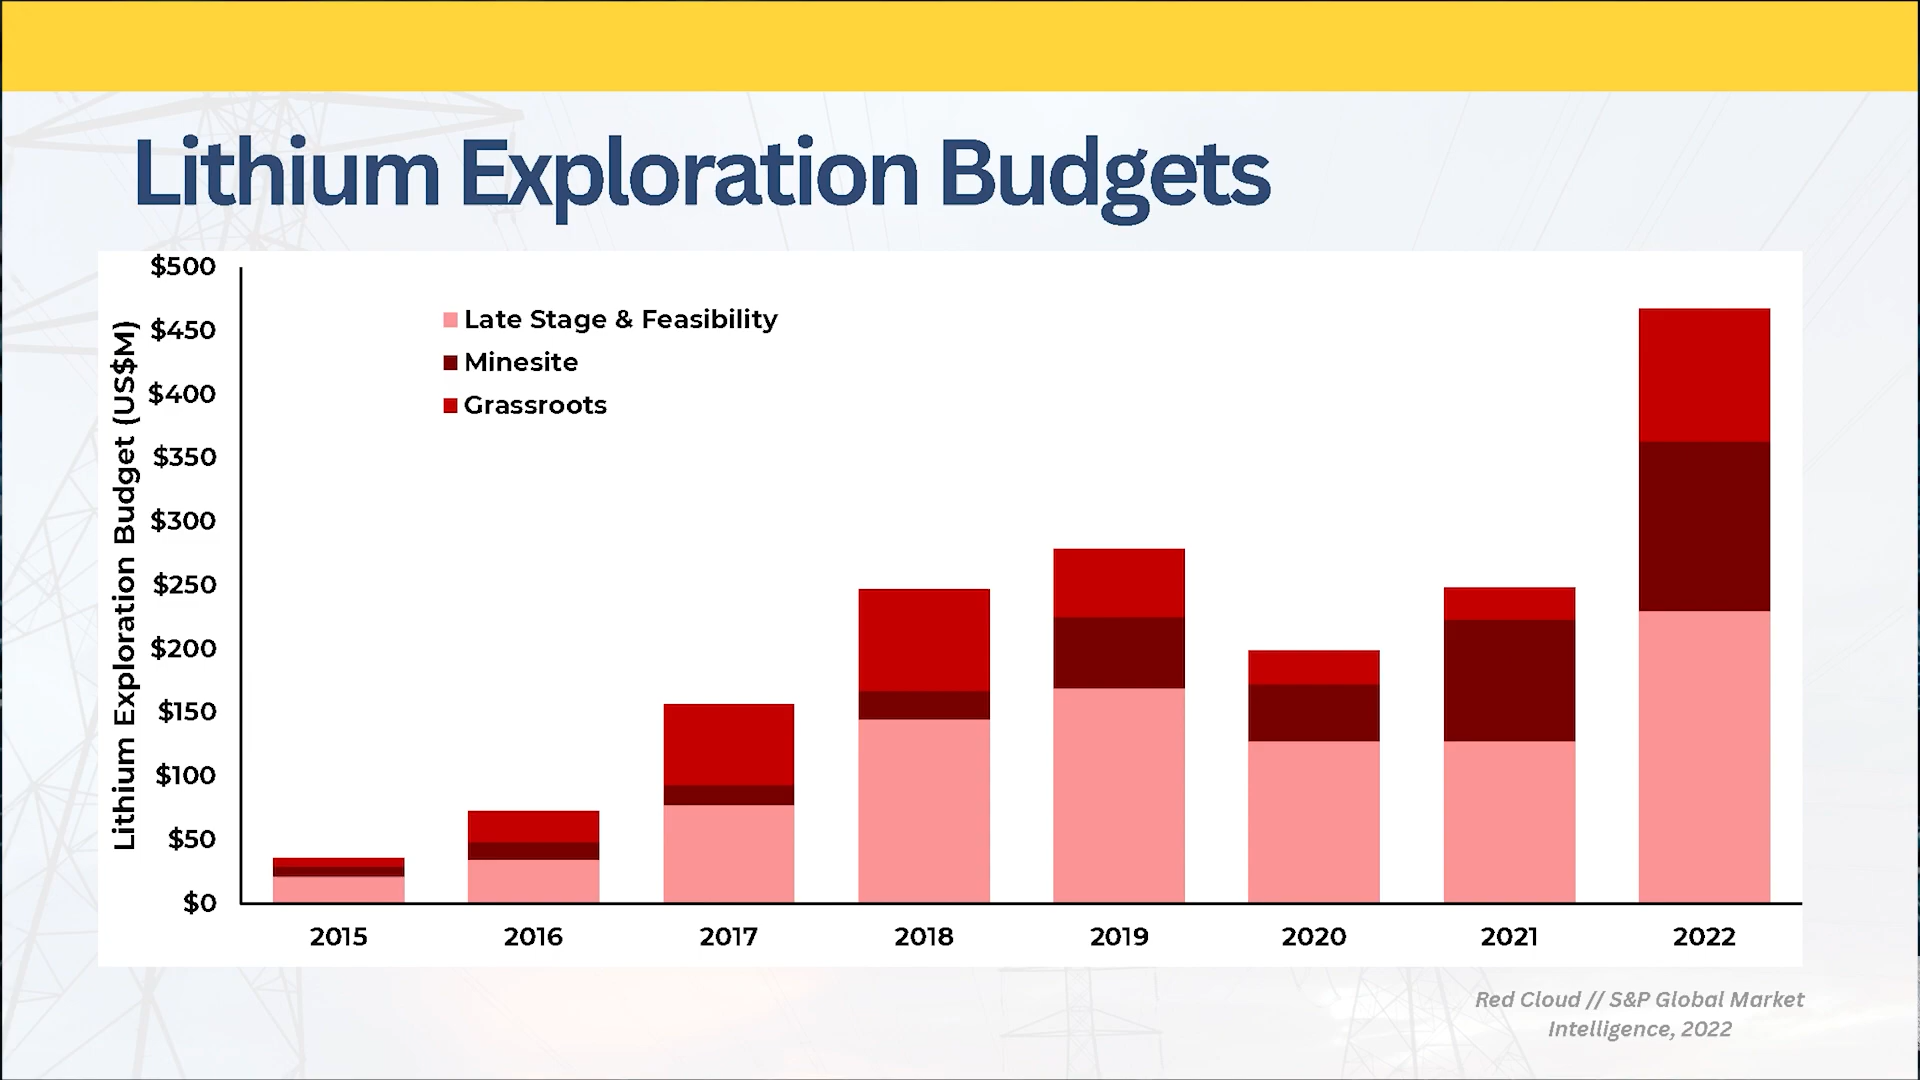 Lithium Exploration Budgets
Lithium Exploration Budget (US$M)
$500
$450
$400
$350
$300
$250
$200
$150
$100
$50
$0
Late Stage & Feasibility
Minesite
Grassroots
2015 2016 2017 2018 2019 2020 2021 2022
Red Cloud // S&P Global Market
Intelligence, 2022